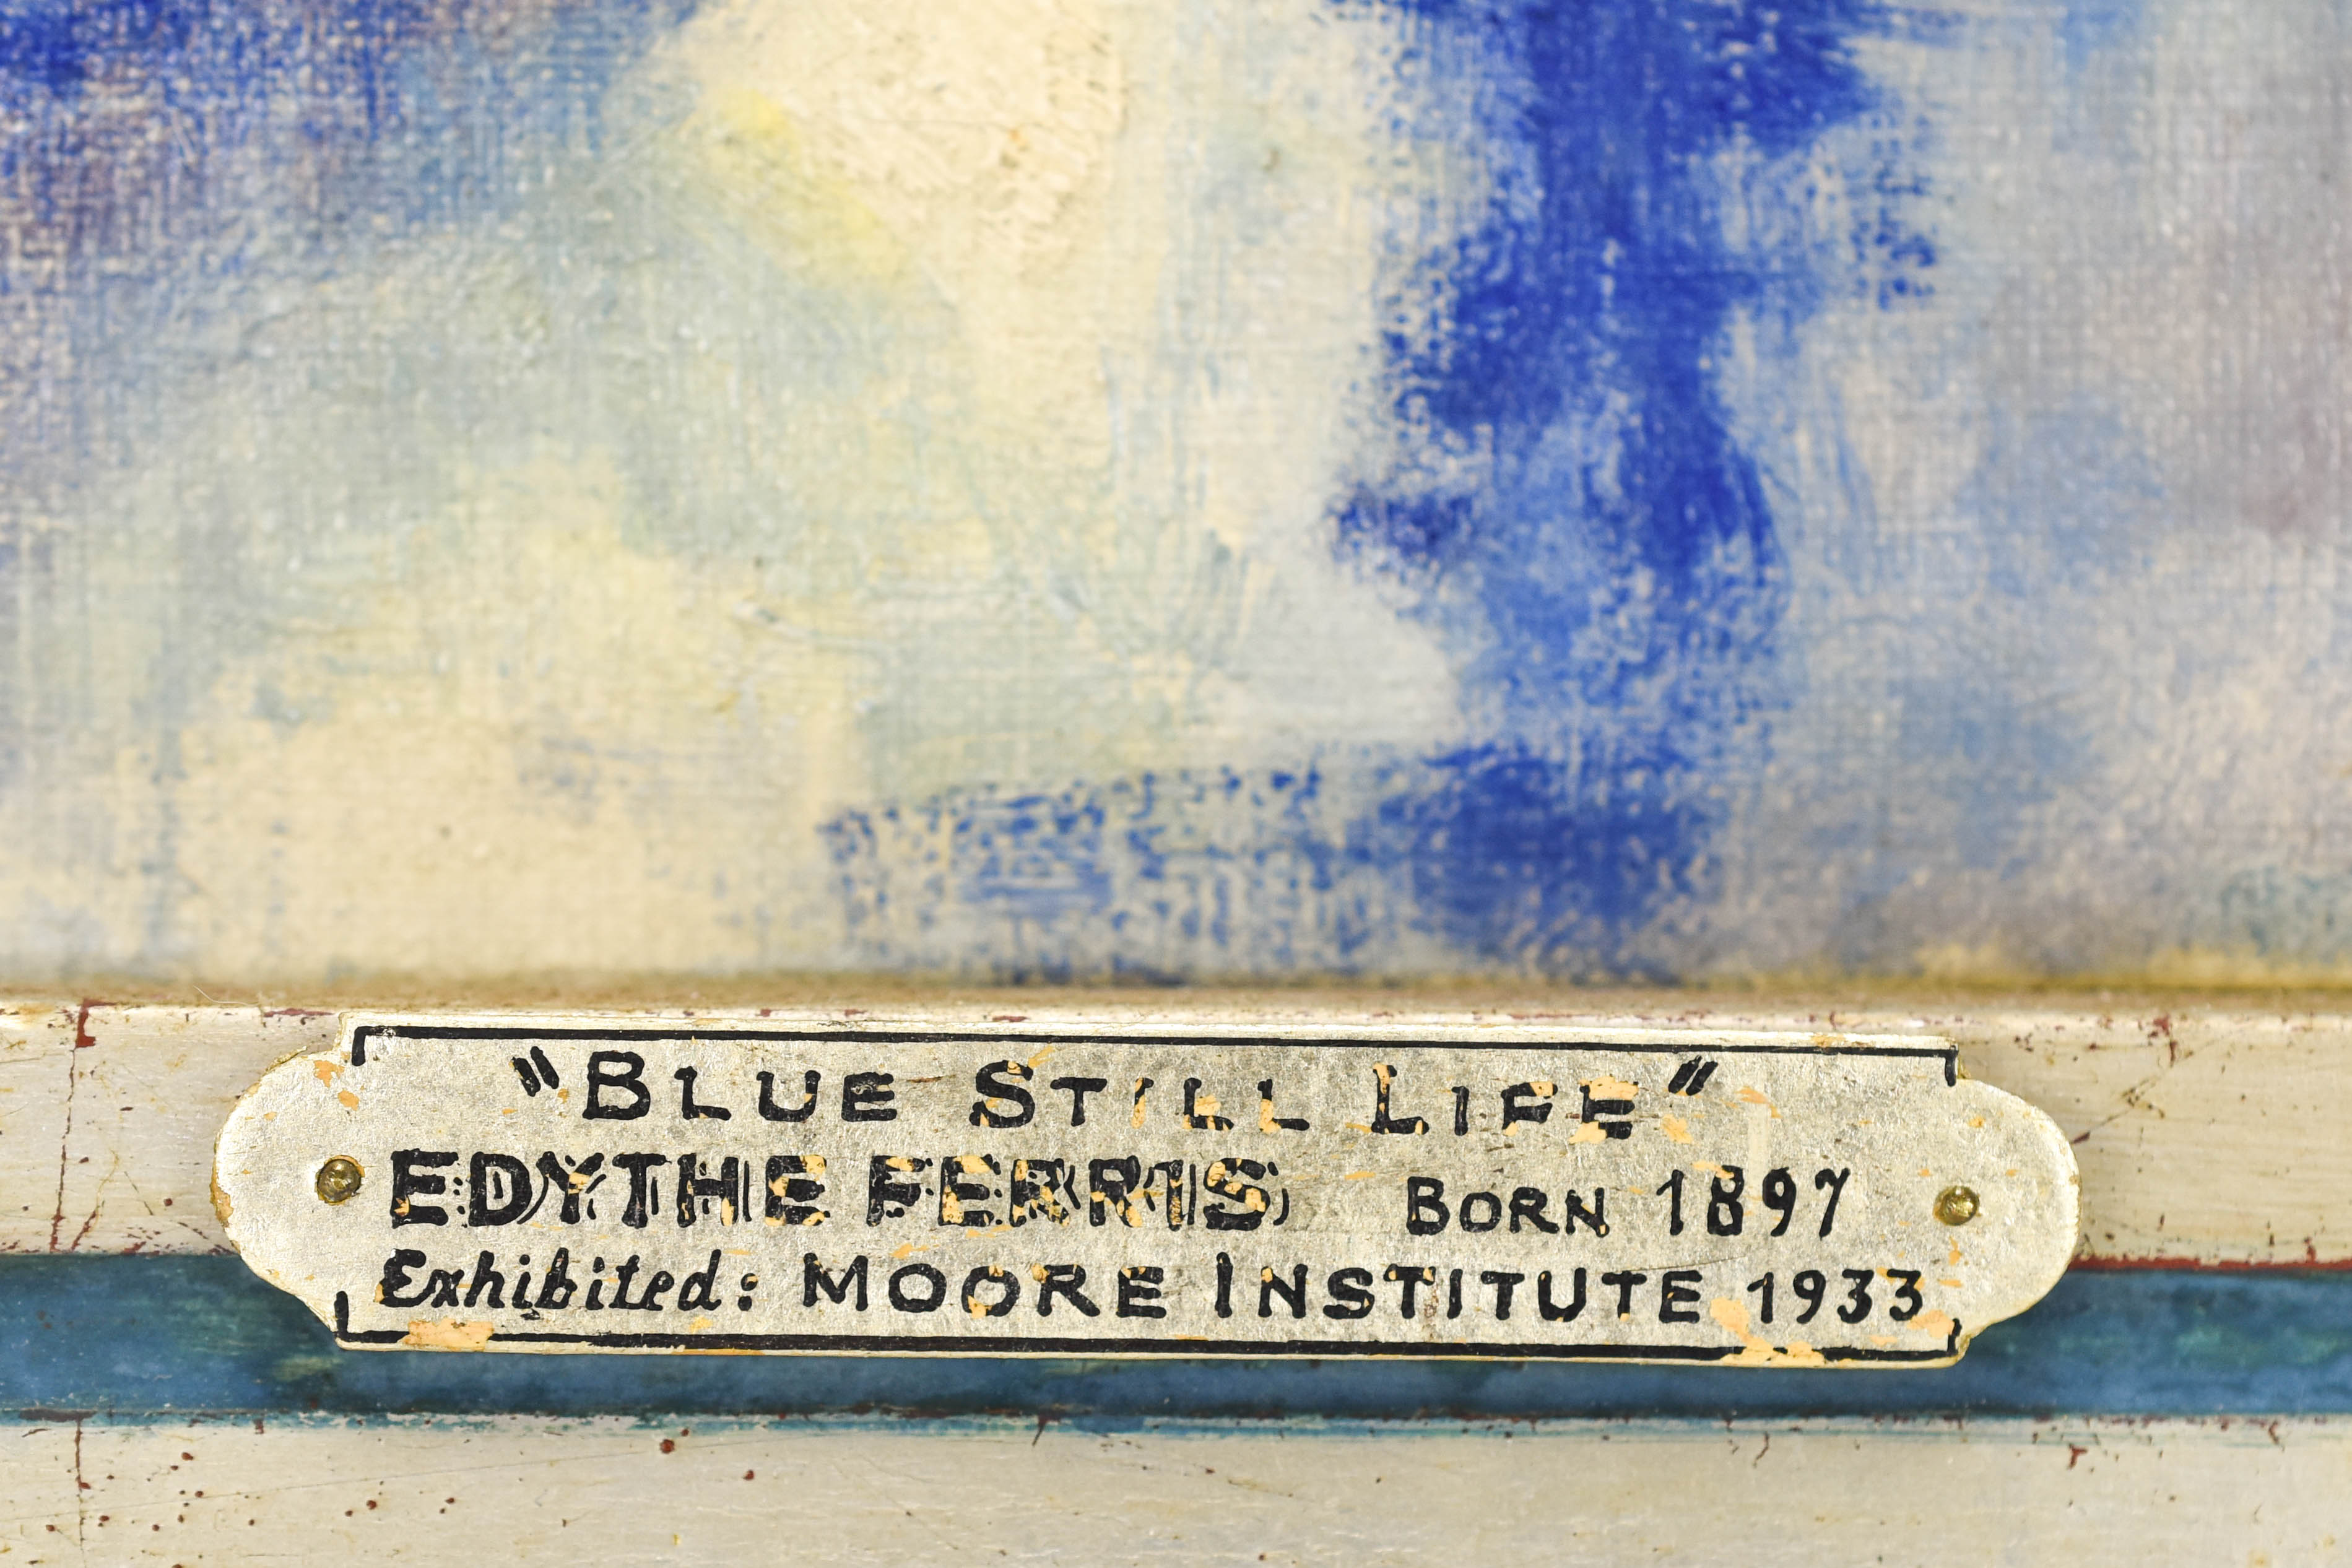 "BLUE STILL LIFE"
EDYTHE FERRIS BORN 1897
Exhibited: MOORE INSTITUTE 1933